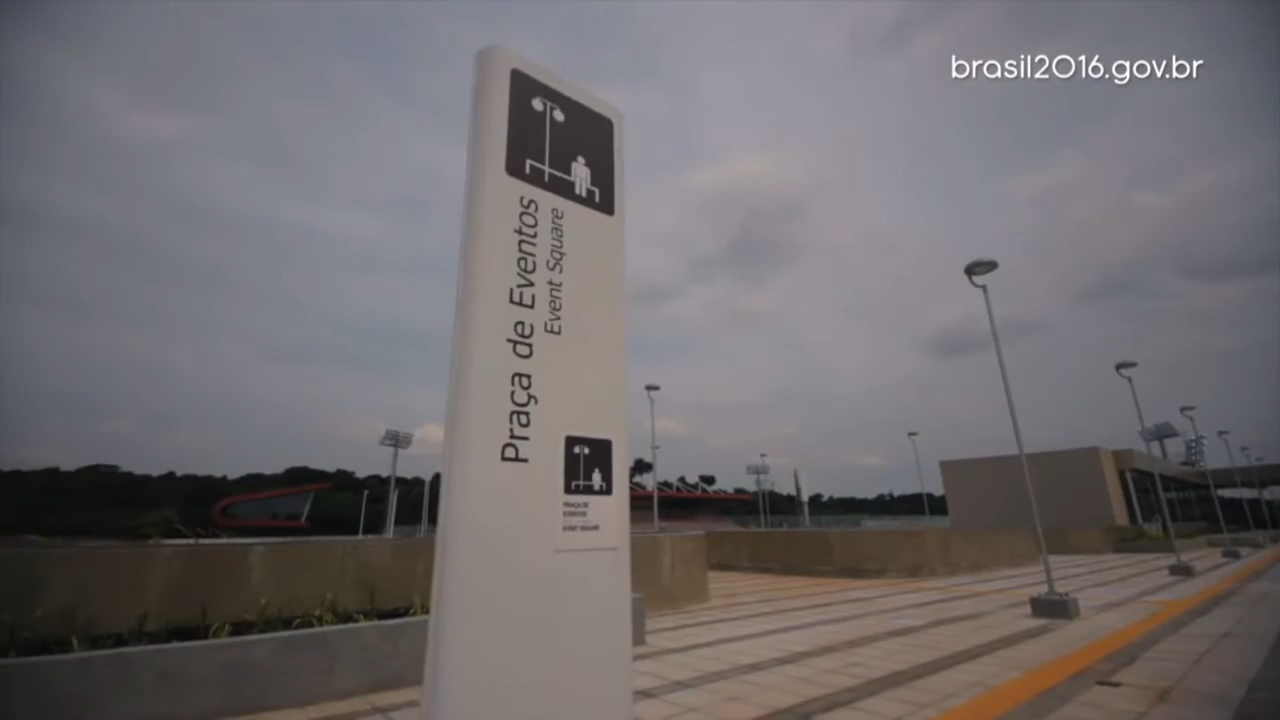 brasil2016.gov.br
Praça de Eventos
Event Square
PRAÇA DE
EVENTOS
EVENT SQUARE